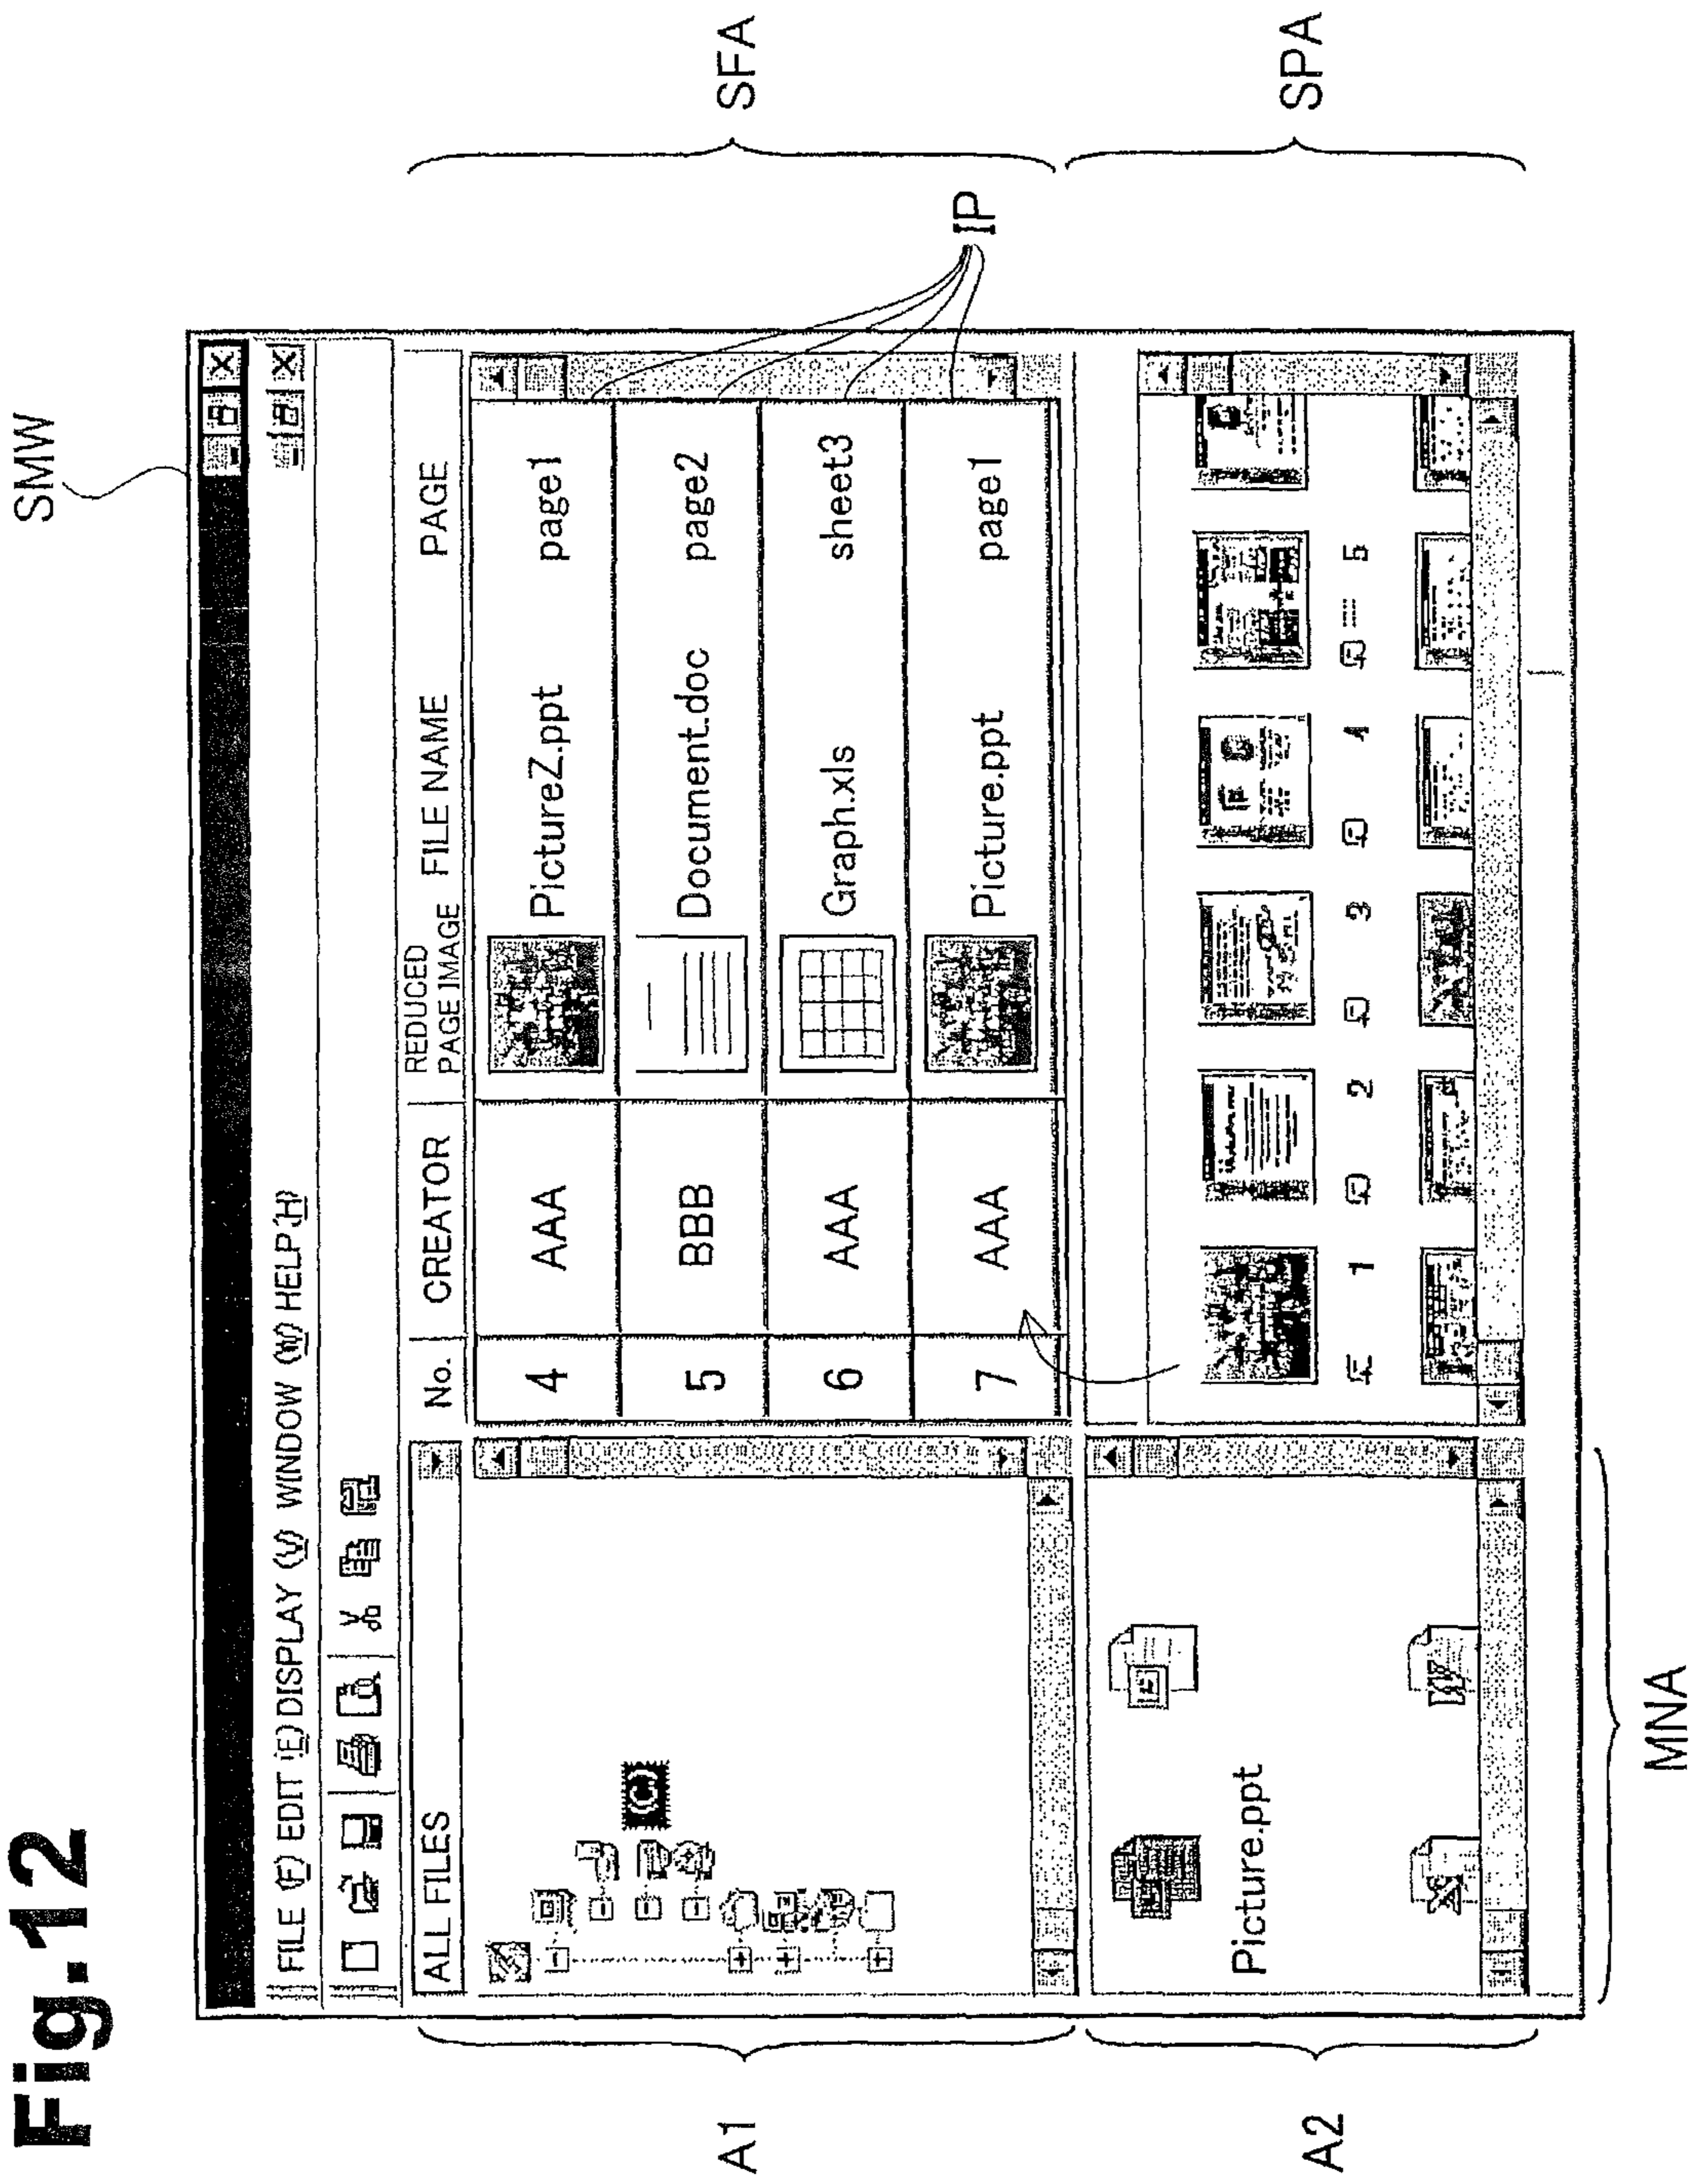 Fig.12
SMW
FILE (F) EDIT (E) DISPLAY (V) WINDOW (W) HELP (H)
ALL FILES
No. CREATOR REDUCED PAGE IMAGE FILE NAME PAGE
4 AAA PictureZ.ppt page1
5 BBB Document.doc page2
6 AAA Graph.xls sheet3
7 AAA Picture.ppt page1
IP
SFA
A1
Picture.ppt
1 2 3 4 5
SPA
A2
MNA